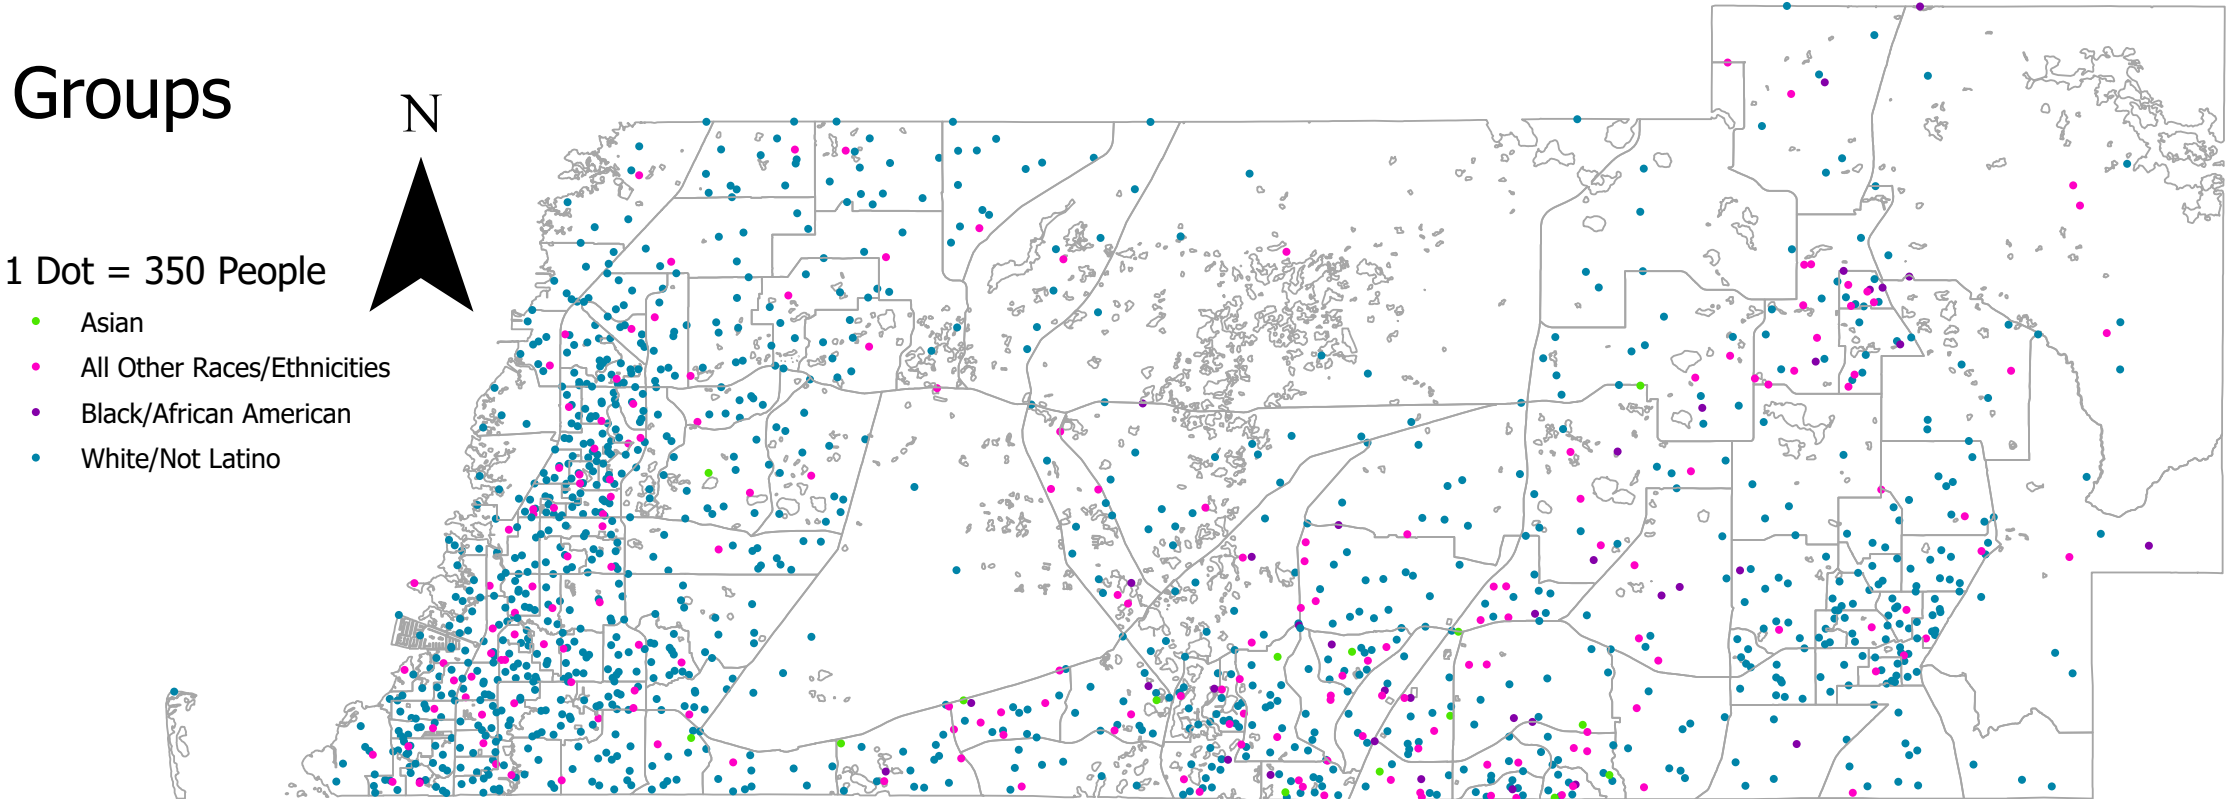 Groups
N
1 Dot = 350 People
Asian
All Other Races/Ethnicities
Black/African American
White/Not Latino